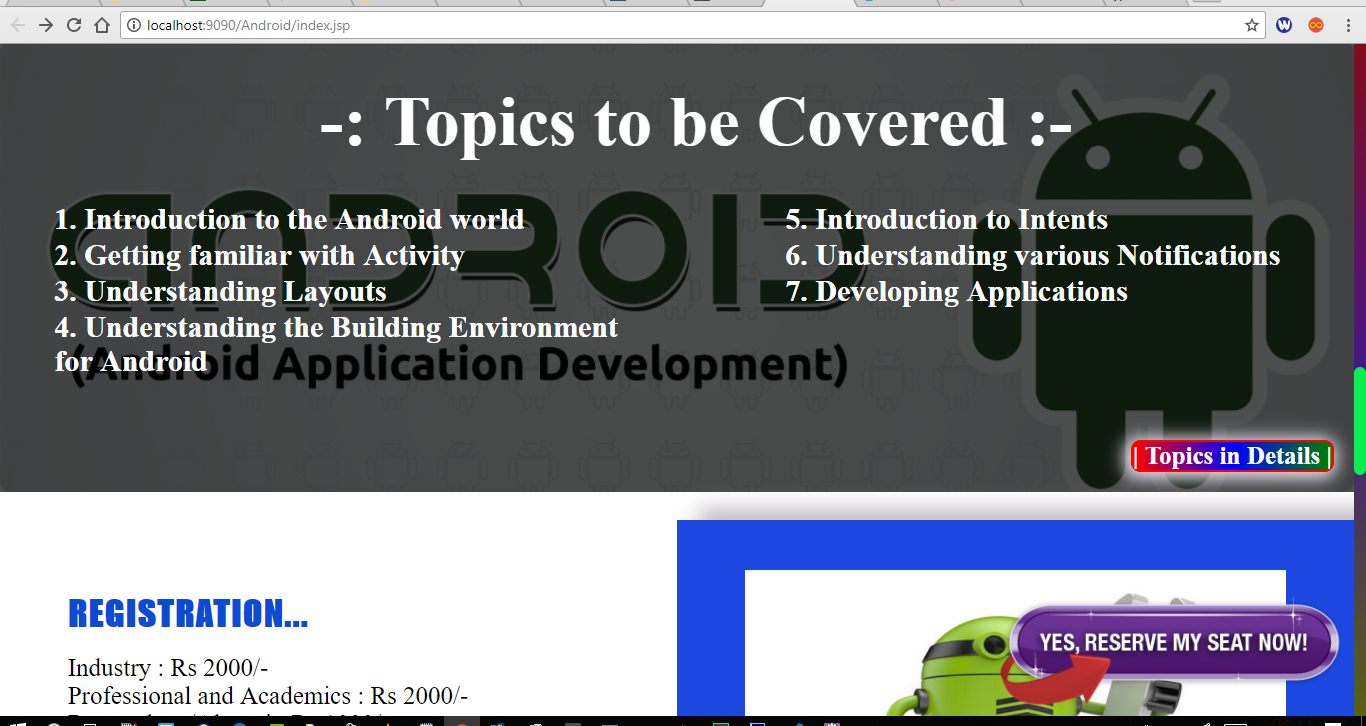 localhost:9090/Android/index.jsp
-: Topics to be Covered :-
ANDROID
(Android Application Development)
1. Introduction to the Android world
2. Getting familiar with Activity
3. Understanding Layouts
4. Understanding the Building Environment
for Android
5. Introduction to Intents
6. Understanding various Notifications
7. Developing Applications
| Topics in Details |
REGISTRATION...
Industry : Rs 2000/-
Professional and Academics : Rs 2000/-
YES, RESERVE MY SEAT NOW!